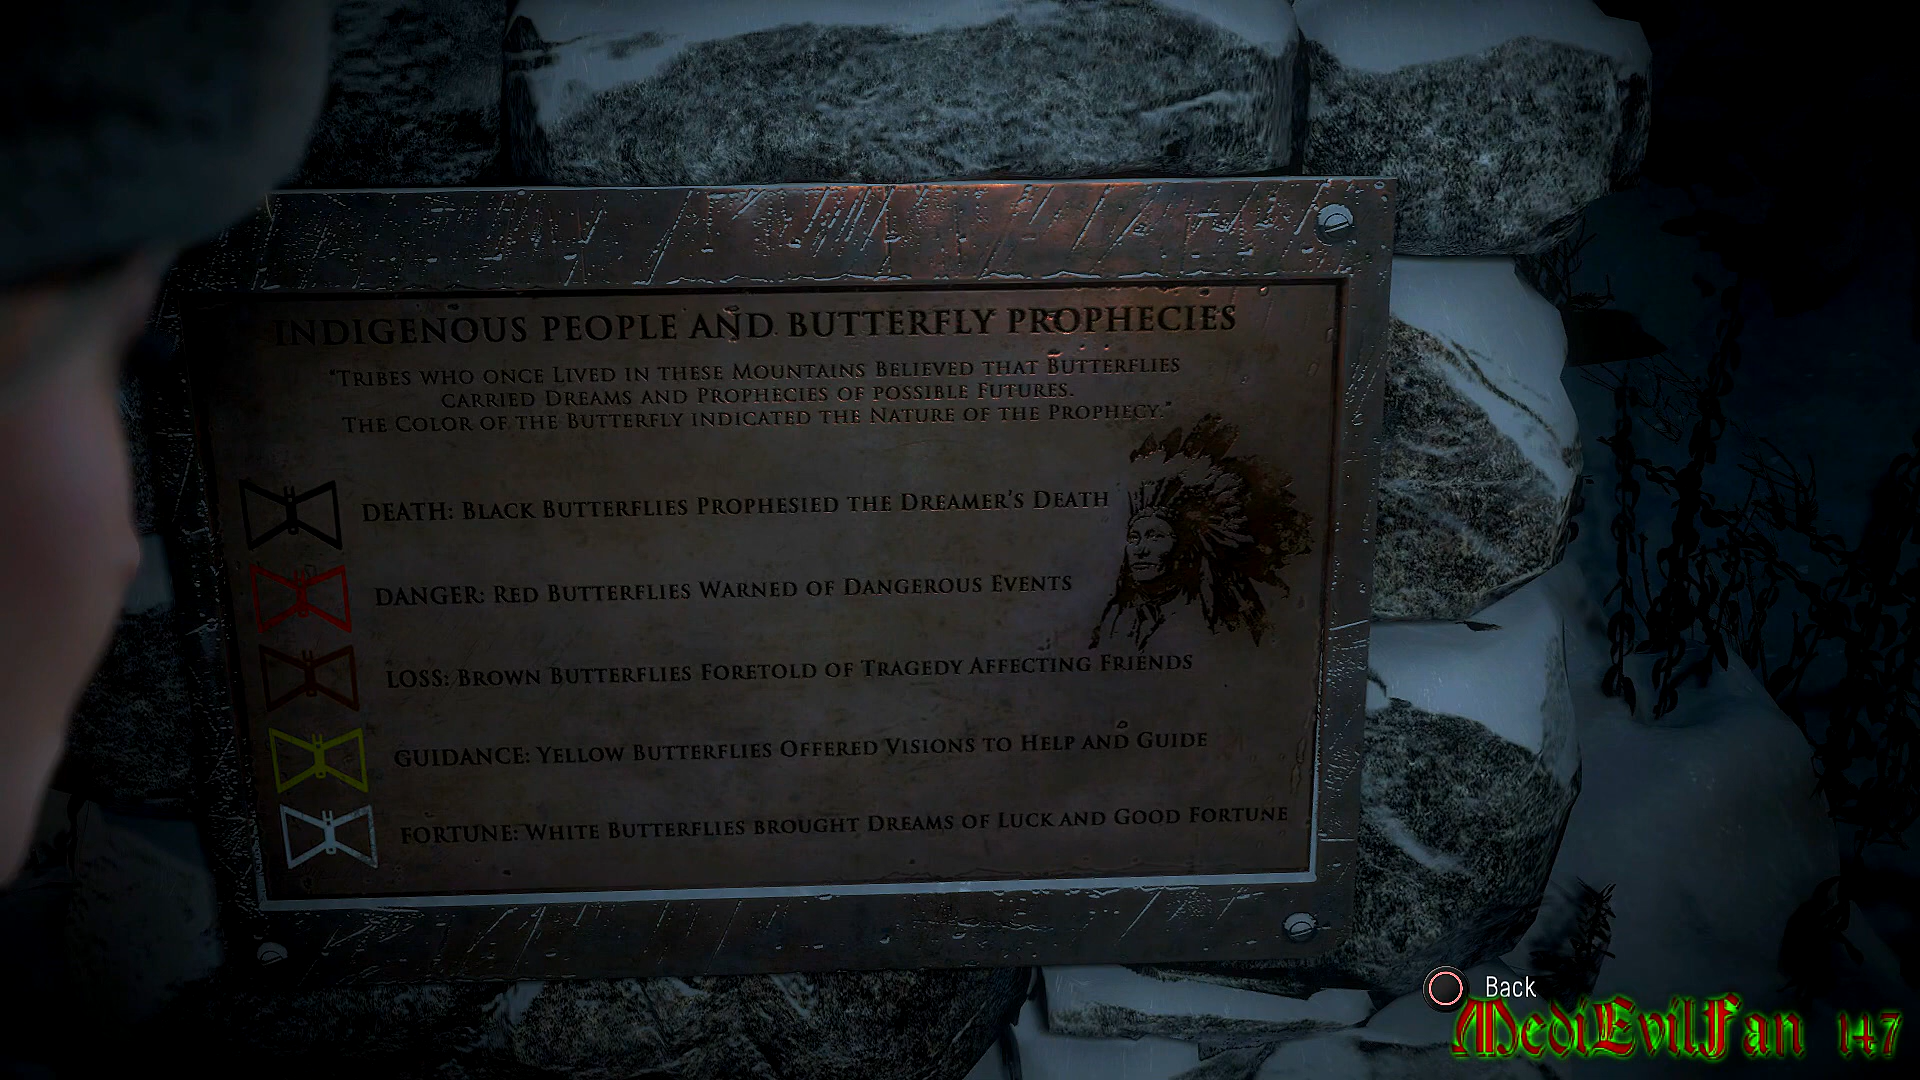 INDIGENOUS PEOPLE AND BUTTERFLY PROPHECIES
"TRIBES WHO ONCE LIVED IN THESE MOUNTAINS BELIEVED THAT BUTTERFLIES
CARRIED DREAMS AND PROPHECIES OF POSSIBLE FUTURES.
THE COLOR OF THE BUTTERFLY INDICATED THE NATURE OF THE PROPHECY."
DEATH: BLACK BUTTERFLIES PROPHESIED THE DREAMER'S DEATH
DANGER: RED BUTTERFLIES WARNED OF DANGEROUS EVENTS
LOSS: BROWN BUTTERFLIES FORETOLD OF TRAGEDY AFFECTING FRIENDS
GUIDANCE: YELLOW BUTTERFLIES OFFERED VISIONS TO HELP AND GUIDE
FORTUNE: WHITE BUTTERFLIES BROUGHT DREAMS OF LUCK AND GOOD FORTUNE
Back
MediEvilFan 147